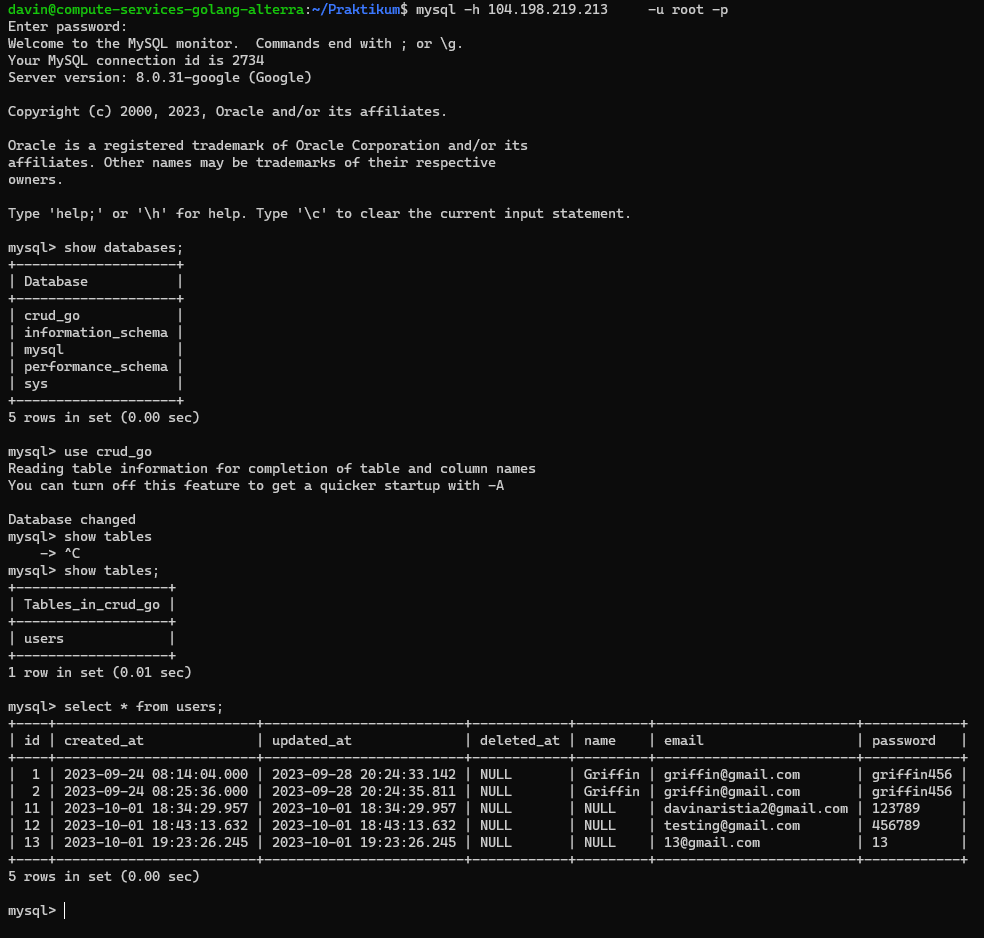 davin@compute-services-golang-alterra:~/Praktikum$ mysql -h 104.198.219.213     -u root -p
Enter password:
Welcome to the MySQL monitor.  Commands end with ; or \g.
Your MySQL connection id is 2734
Server version: 8.0.31-google (Google)

Copyright (c) 2000, 2023, Oracle and/or its affiliates.

Oracle is a registered trademark of Oracle Corporation and/or its
affiliates. Other names may be trademarks of their respective
owners.

Type 'help;' or '\h' for help. Type '\c' to clear the current input statement.

mysql> show databases;
+--------------------+
| Database           |
+--------------------+
| crud_go            |
| information_schema |
| mysql              |
| performance_schema |
| sys                |
+--------------------+
5 rows in set (0.00 sec)

mysql> use crud_go
Reading table information for completion of table and column names
You can turn off this feature to get a quicker startup with -A

Database changed
mysql> show tables
    -> ^C
mysql> show tables;
+-------------------+
| Tables_in_crud_go |
+-------------------+
| users             |
+-------------------+
1 row in set (0.01 sec)

mysql> select * from users;
+----+-------------------------+-------------------------+------------+---------+-------------------------+------------+
| id | created_at              | updated_at              | deleted_at | name    | email                   | password   |
+----+-------------------------+-------------------------+------------+---------+-------------------------+------------+
|  1 | 2023-09-24 08:14:04.000 | 2023-09-28 20:24:33.142 | NULL       | Griffin | griffin@gmail.com       | griffin456 |
|  2 | 2023-09-24 08:25:36.000 | 2023-09-28 20:24:35.811 | NULL       | Griffin | griffin@gmail.com       | griffin456 |
| 11 | 2023-10-01 18:34:29.957 | 2023-10-01 18:34:29.957 | NULL       | NULL    | davinaristia2@gmail.com | 123789     |
| 12 | 2023-10-01 18:43:13.632 | 2023-10-01 18:43:13.632 | NULL       | NULL    | testing@gmail.com       | 456789     |
| 13 | 2023-10-01 19:23:26.245 | 2023-10-01 19:23:26.245 | NULL       | NULL    | 13@gmail.com            | 13         |
+----+-------------------------+-------------------------+------------+---------+-------------------------+------------+
5 rows in set (0.00 sec)

mysql>